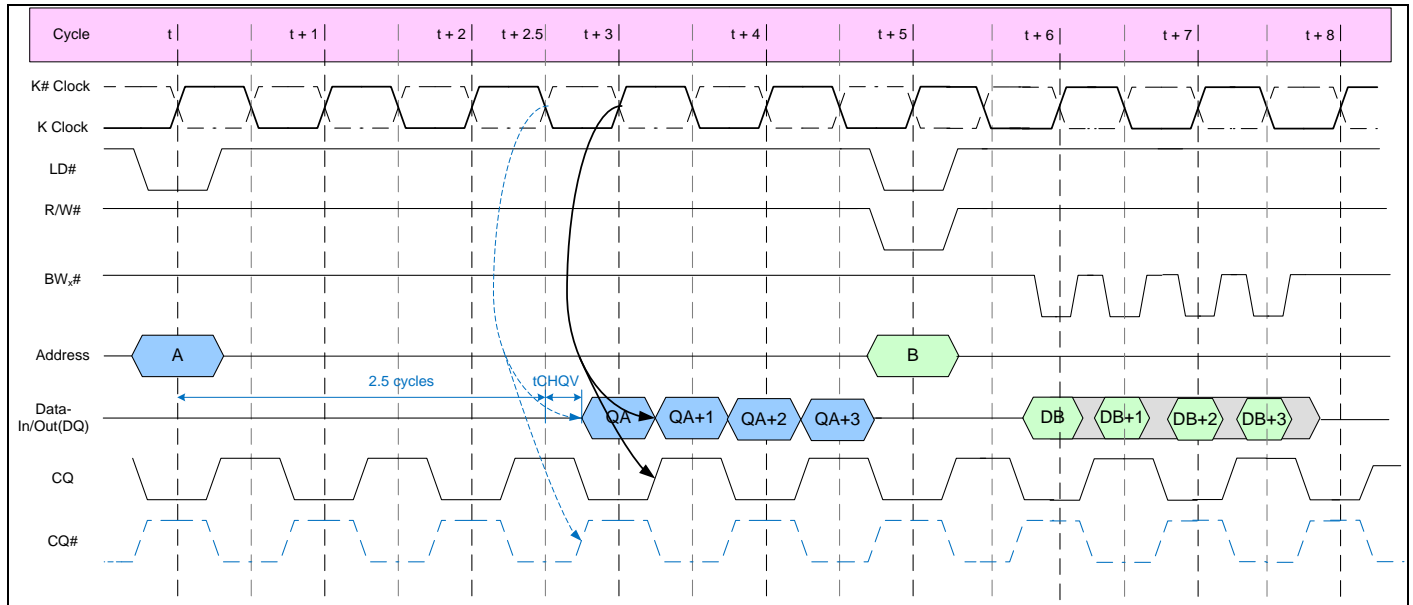 Cycle t t + 1 t + 2 t + 2.5 t + 3 t + 4 t + 5 t + 6 t + 7 t + 8
K# Clock
K Clock
LD#
R/W#
BWx#
Address A B
2.5 cycles tCHQV
Data-
In/Out(DQ)
QA QA+1 QA+2 QA+3 DB DB+1 DB+2 DB+3
CQ
CQ#